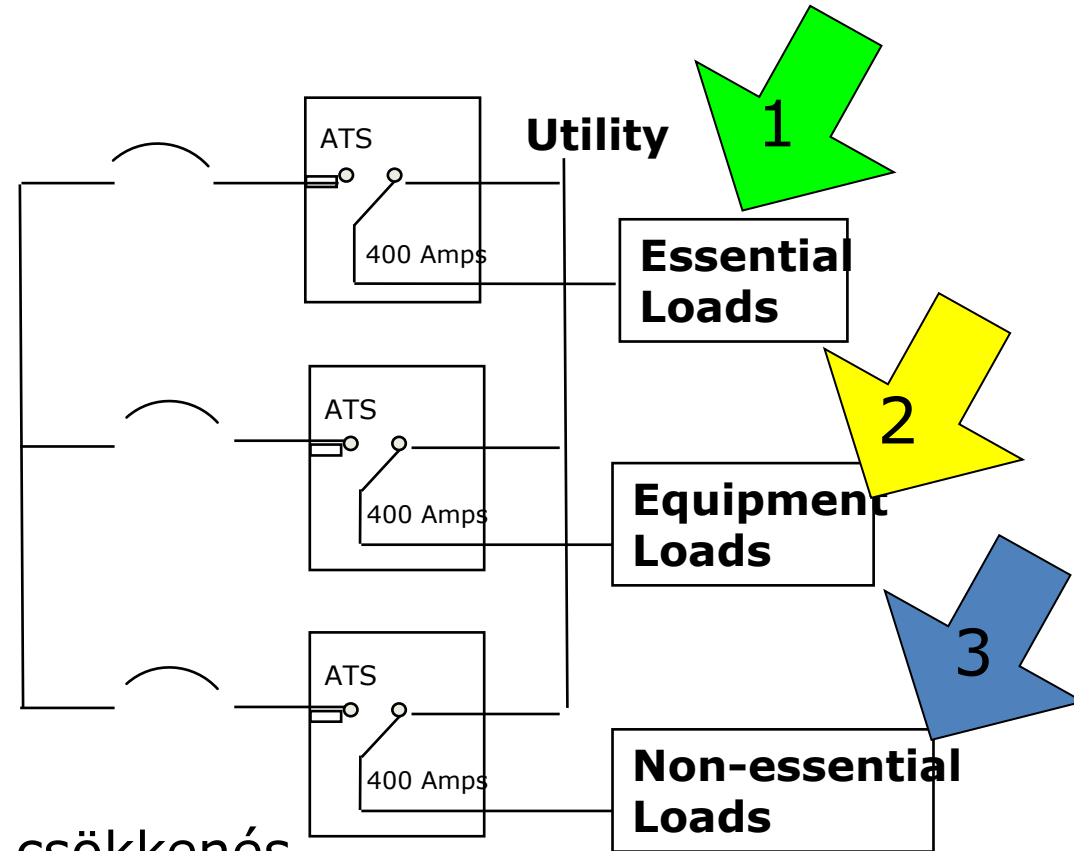 ATS
Utility
1
400 Amps
Essential
Loads
ATS
2
400 Amps
Equipment
Loads
ATS
3
400 Amps
Non-essential
Loads
csökkenés